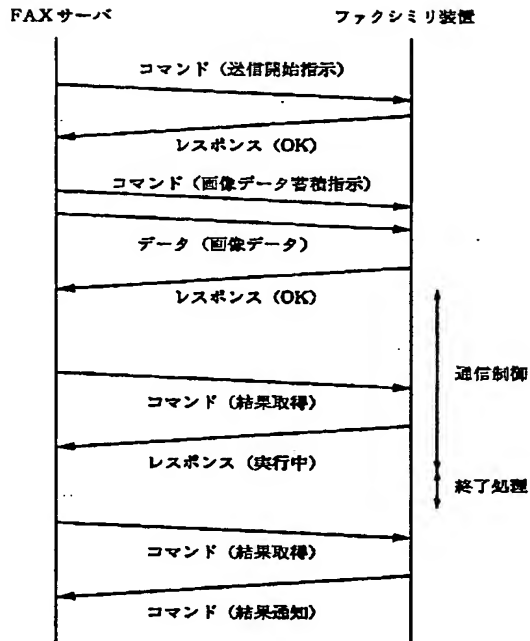 FAXサーバ
ファクシミリ装置
コマンド（送信開始指示）
レスポンス（OK）
コマンド（画像データ蓄積指示）
データ（画像データ）
レスポンス（OK）
通信制御
コマンド（結果取得）
レスポンス（実行中）
終了処理
コマンド（結果取得）
コマンド（結果通知）